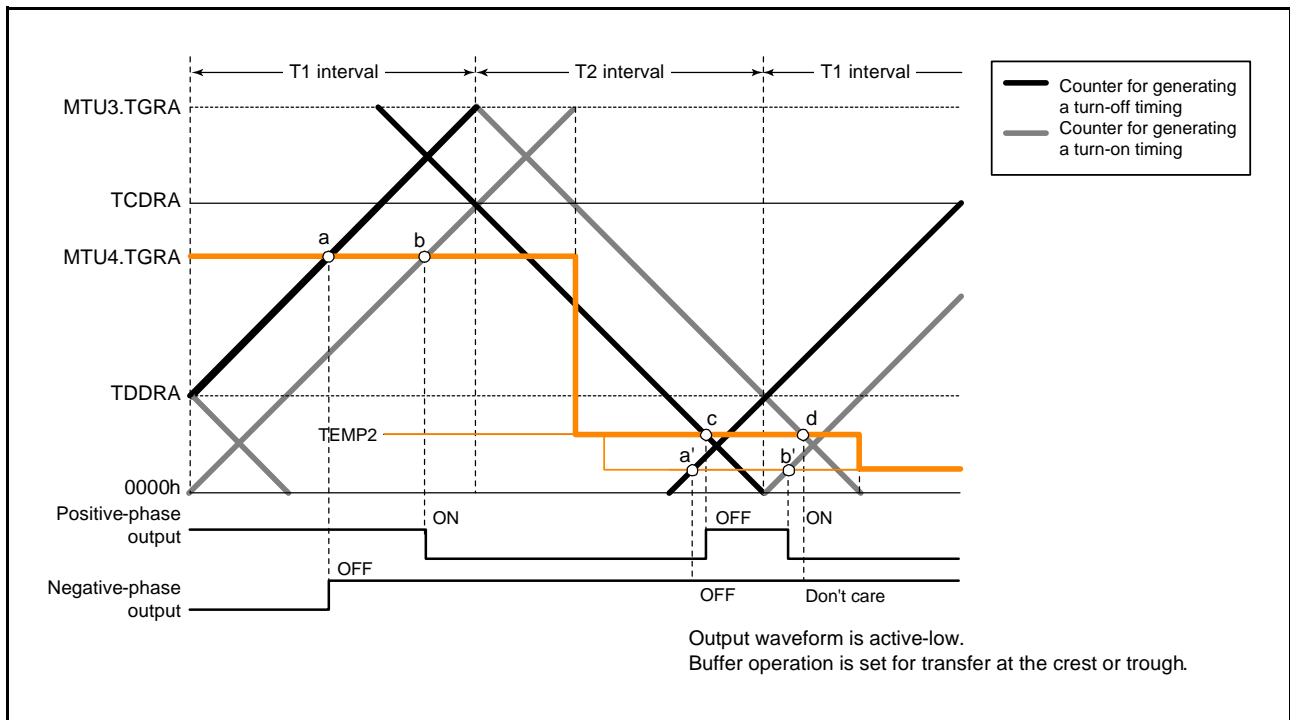 T1 interval
T2 interval
T1 interval
Counter for generating
a turn-off timing
Counter for generating
a turn-on timing
MTU3.TGRA
TCDRA
a
b
MTU4.TGRA
TDDRA
TEMP2
c
d
a'
b'
0000h
Positive-phase
output
ON
OFF
ON
Negative-phase
output
OFF
OFF
Don't care
Output waveform is active-low.
Buffer operation is set for transfer at the crest or trough.